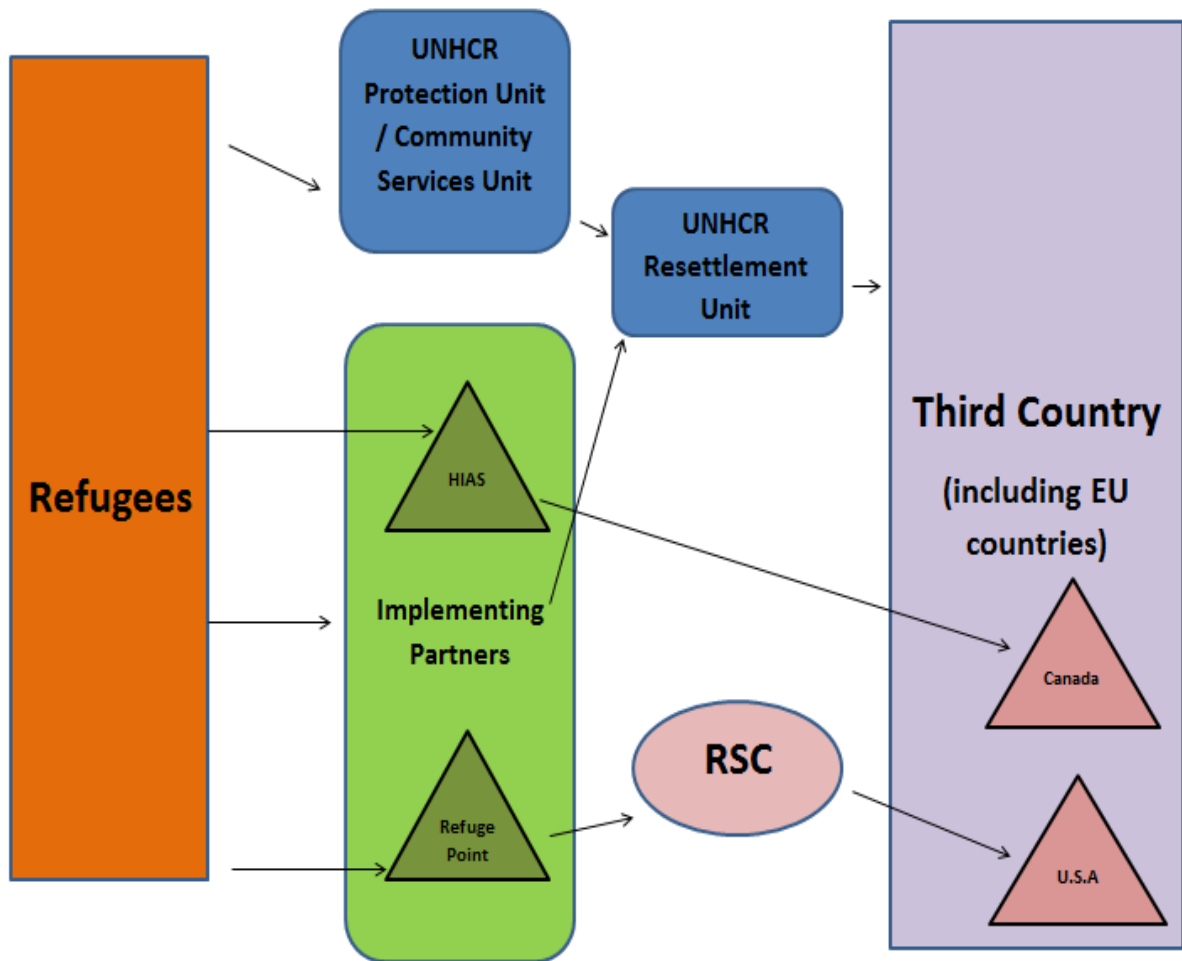 Refugees
UNHCR
Protection Unit
/ Community
Services Unit
UNHCR
Resettlement
Unit
HIAS
Implementing
Partners
Refuge
Point
RSC
Third Country
(including EU
countries)
Canada
U.S.A